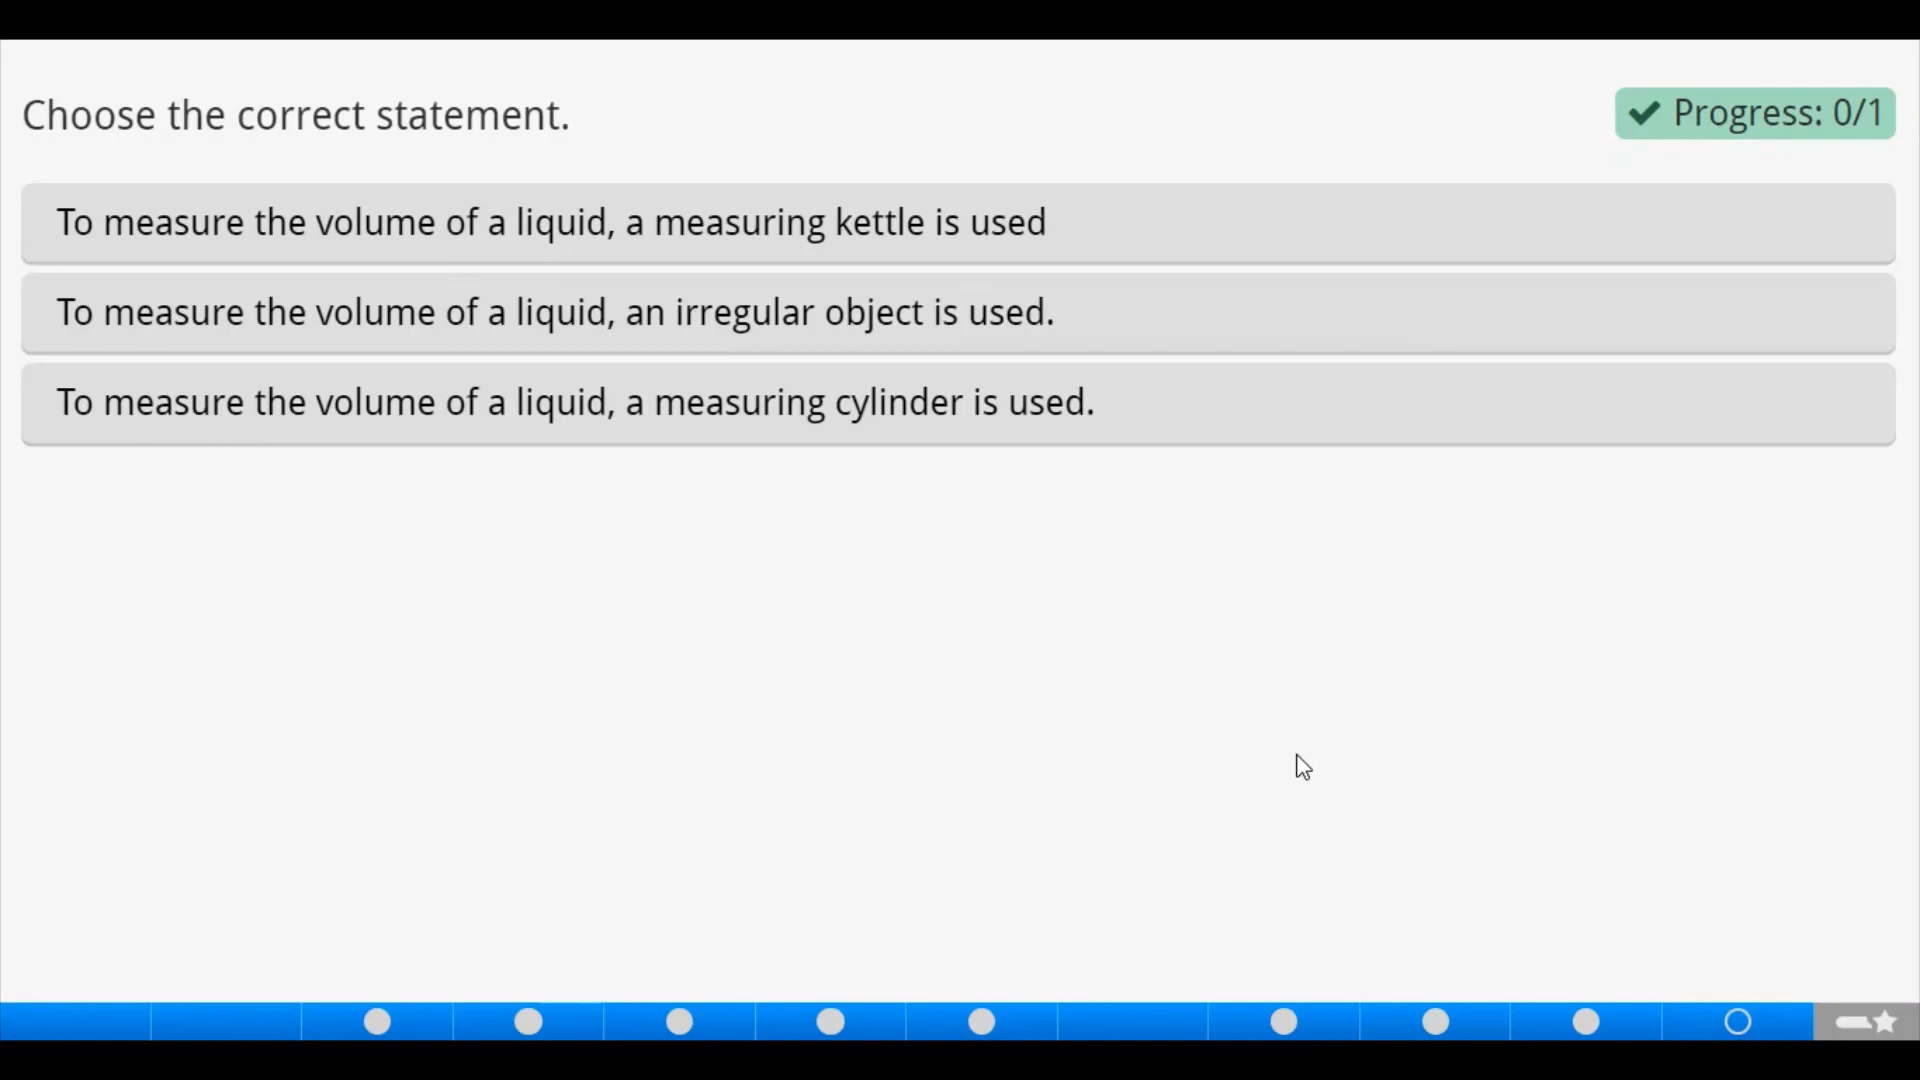 Choose the correct statement.
Progress: 0/1
To measure the volume of a liquid, a measuring kettle is used
To measure the volume of a liquid, an irregular object is used.
To measure the volume of a liquid, a measuring cylinder is used.